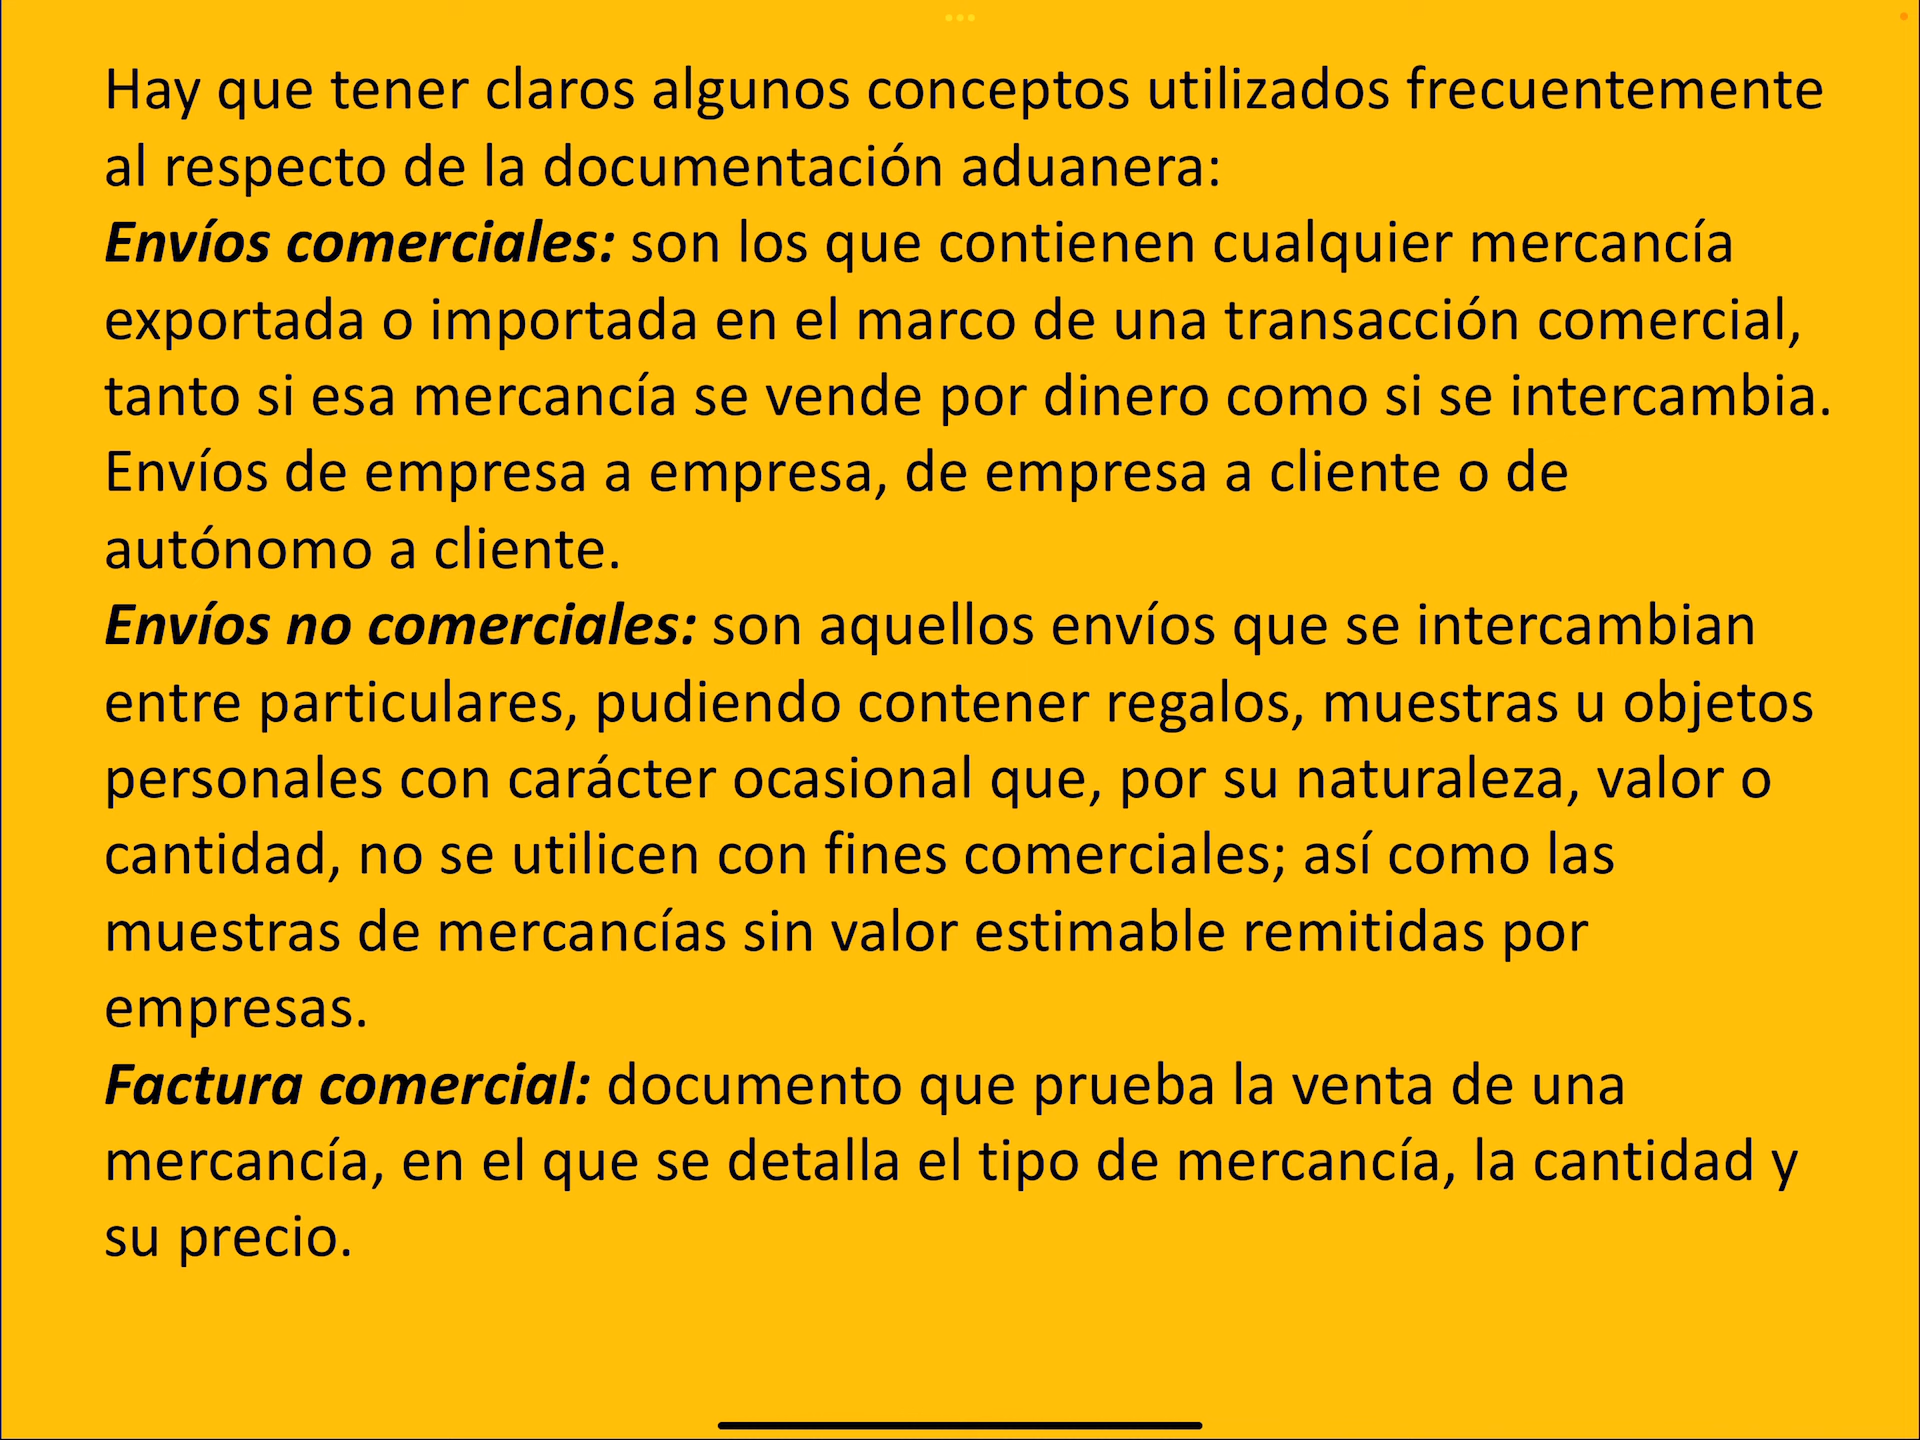 Hay que tener claros algunos conceptos utilizados frecuentemente
al respecto de la documentación aduanera:
Envíos comerciales: son los que contienen cualquier mercancía
exportada o importada en el marco de una transacción comercial,
tanto si esa mercancía se vende por dinero como si se intercambia.
Envíos de empresa a empresa, de empresa a cliente o de
autónomo a cliente.
Envíos no comerciales: son aquellos envíos que se intercambian
entre particulares, pudiendo contener regalos, muestras u objetos
personales con carácter ocasional que, por su naturaleza, valor o
cantidad, no se utilicen con fines comerciales; así como las
muestras de mercancías sin valor estimable remitidas por
empresas.
Factura comercial: documento que prueba la venta de una
mercancía, en el que se detalla el tipo de mercancía, la cantidad y
su precio.